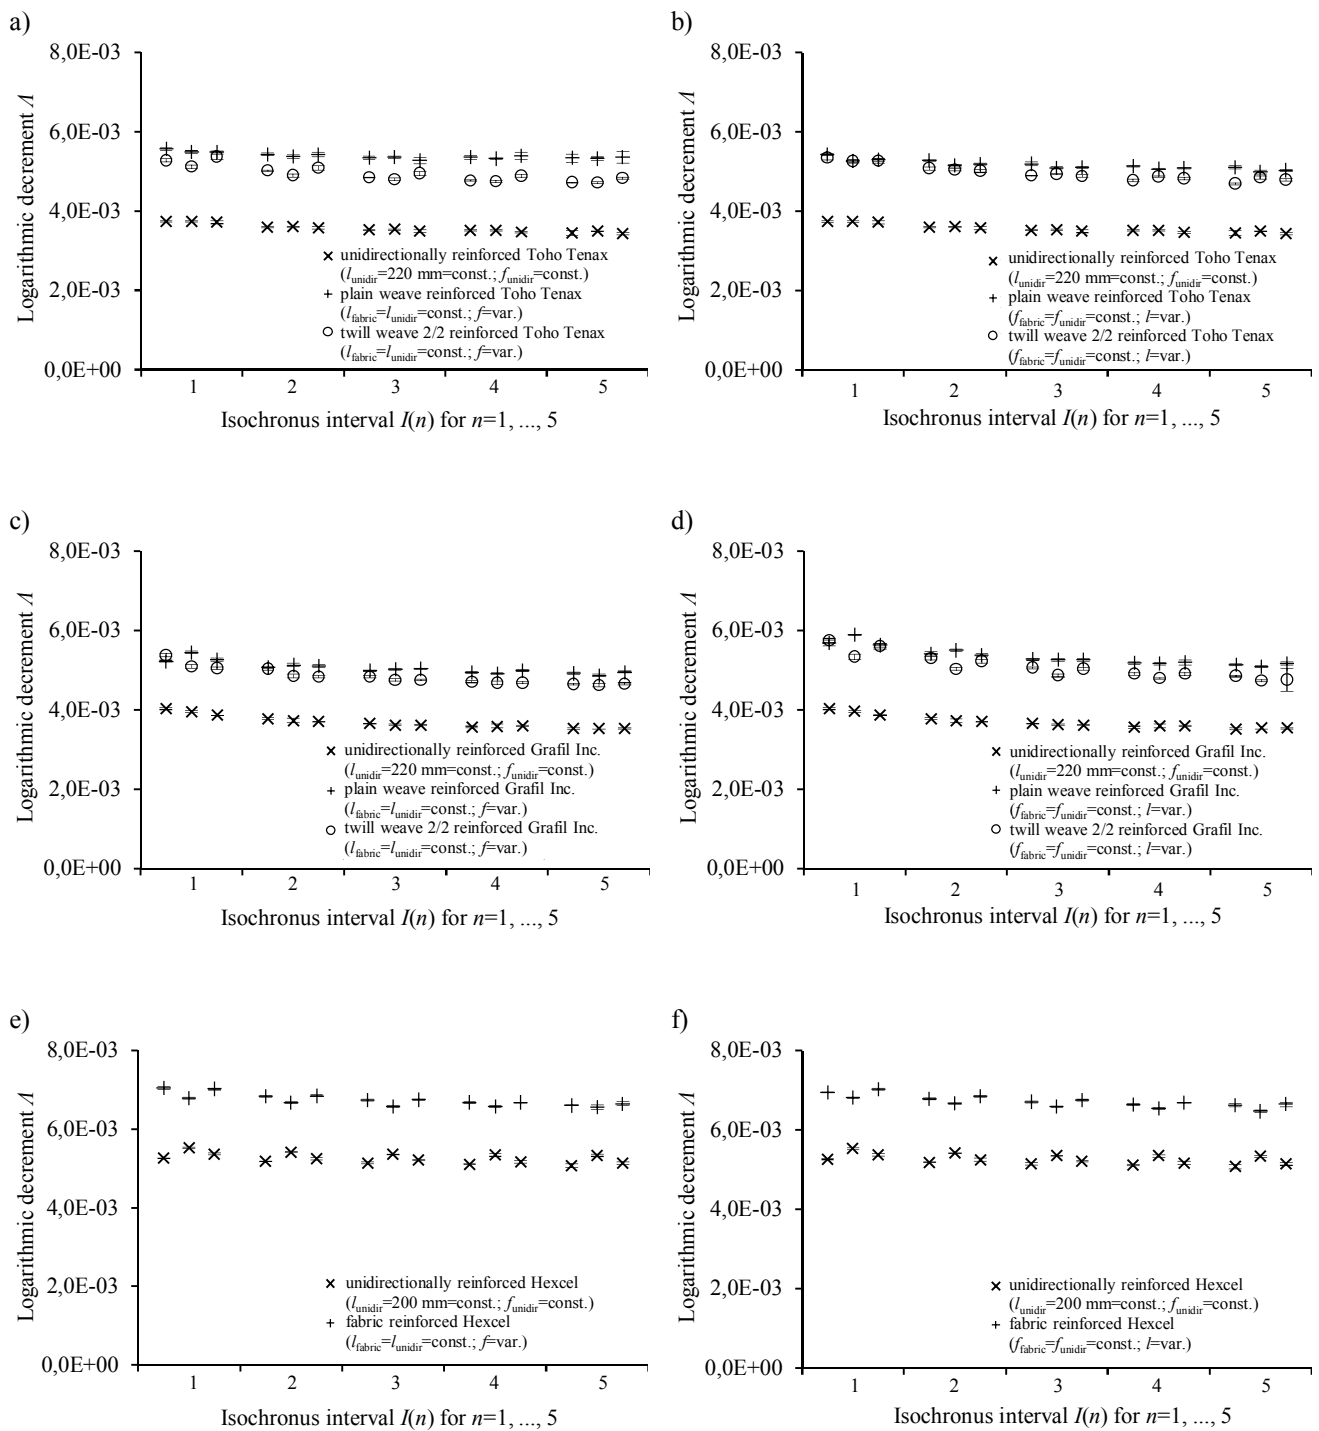 a)
8,0E-03
6,0E-03
4,0E-03
2,0E-03
0,0E+00
Logarithmic decrement Λ
unidirectionally reinforced Toho Tenax
(lunidir=220 mm=const.; funidir=const.)
plain weave reinforced Toho Tenax
(lfabric=lunidir=const.; f=var.)
twill weave 2/2 reinforced Toho Tenax
(lfabric=lunidir=const.; f=var.)
1 2 3 4 5
Isochronus interval I(n) for n=1, ..., 5
b)
8,0E-03
6,0E-03
4,0E-03
2,0E-03
0,0E+00
Logarithmic decrement Λ
unidirectionally reinforced Toho Tenax
(lunidir=220 mm=const.; funidir=const.)
plain weave reinforced Toho Tenax
(ffabric=funidir=const.; l=var.)
twill weave 2/2 reinforced Toho Tenax
(ffabric=funidir=const.; l=var.)
1 2 3 4 5
Isochronus interval I(n) for n=1, ..., 5
c)
8,0E-03
6,0E-03
4,0E-03
2,0E-03
0,0E+00
Logarithmic decrement Λ
unidirectionally reinforced Grafil Inc.
(lunidir=220 mm=const.; funidir=const.)
plain weave reinforced Grafil Inc.
(lfabric=lunidir=const.; f=var.)
twill weave 2/2 reinforced Grafil Inc.
(lfabric=lunidir=const.; f=var.)
1 2 3 4 5
Isochronus interval I(n) for n=1, ..., 5
d)
8,0E-03
6,0E-03
4,0E-03
2,0E-03
0,0E+00
Logarithmic decrement Λ
unidirectionally reinforced Grafil Inc.
(lunidir=220 mm=const.; funidir=const.)
plain weave reinforced Grafil Inc.
(ffabric=funidir=const.; l=var.)
twill weave 2/2 reinforced Grafil Inc.
(ffabric=funidir=const.; l=var.)
1 2 3 4 5
Isochronus interval I(n) for n=1, ..., 5
e)
8,0E-03
6,0E-03
4,0E-03
2,0E-03
0,0E+00
Logarithmic decrement Λ
unidirectionally reinforced Hexcel
(lunidir=200 mm=const.; funidir=const.)
fabric reinforced Hexcel
(lfabric=lunidir=const.; f=var.)
1 2 3 4 5
Isochronus interval I(n) for n=1, ..., 5
f)
8,0E-03
6,0E-03
4,0E-03
2,0E-03
0,0E+00
Logarithmic decrement Λ
unidirectionally reinforced Hexcel
(lunidir=200 mm=const.; funidir=const.)
fabric reinforced Hexcel
(ffabric=funidir=const.; l=var.)
1 2 3 4 5
Isochronus interval I(n) for n=1, ..., 5